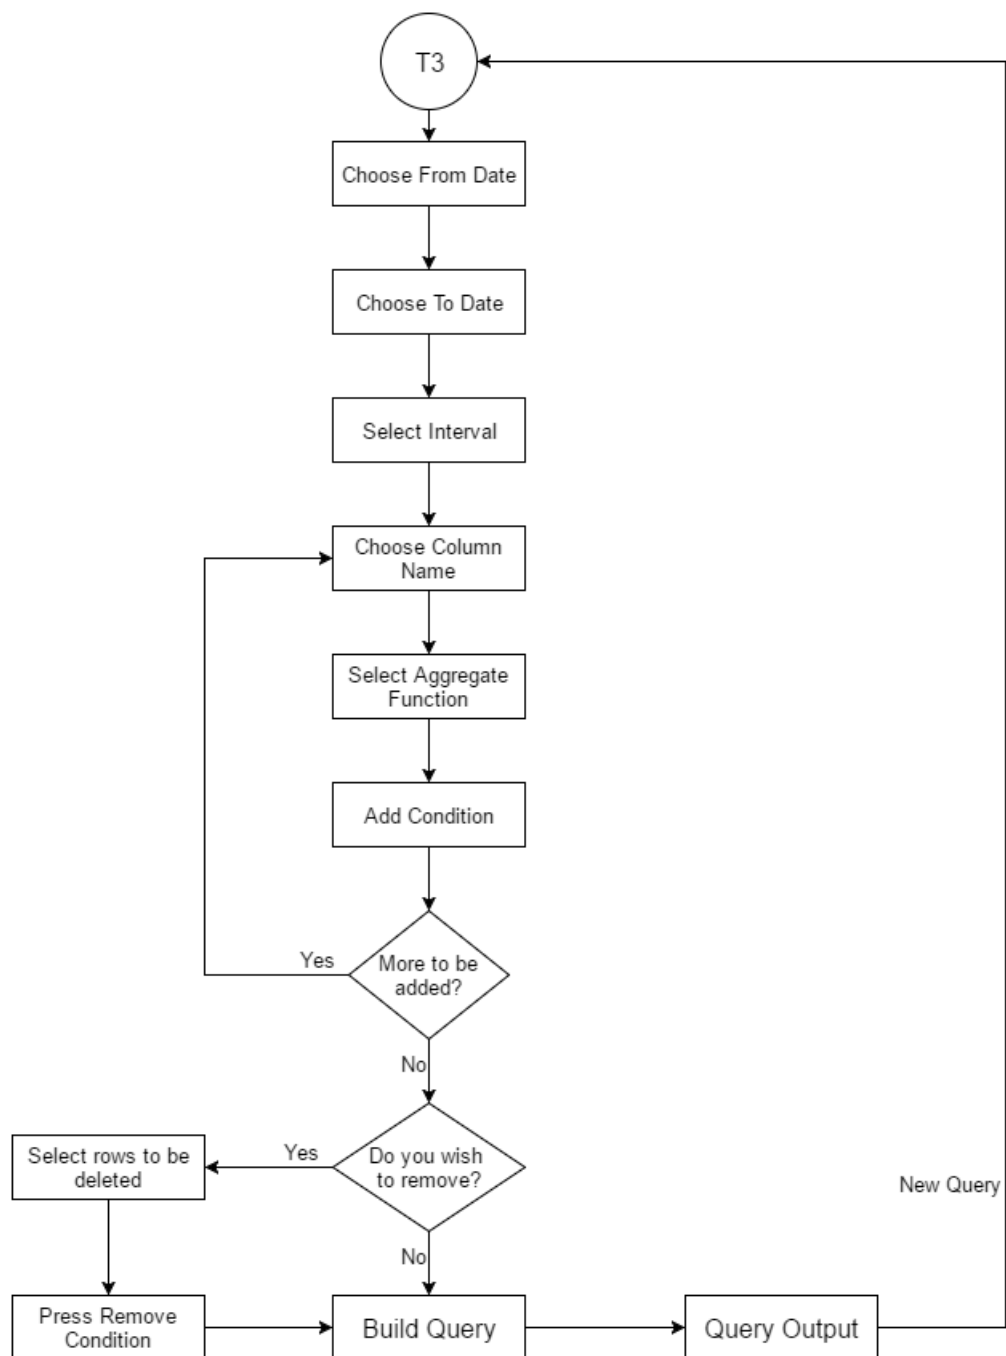 T3
Choose From Date
Choose To Date
Select Interval
Choose Column
Name
Select Aggregate
Function
Add Condition
Yes
More to be
added?
No
Select rows to be
deleted
Yes
Do you wish
to remove?
New Query
No
Press Remove
Condition
Build Query
Query Output